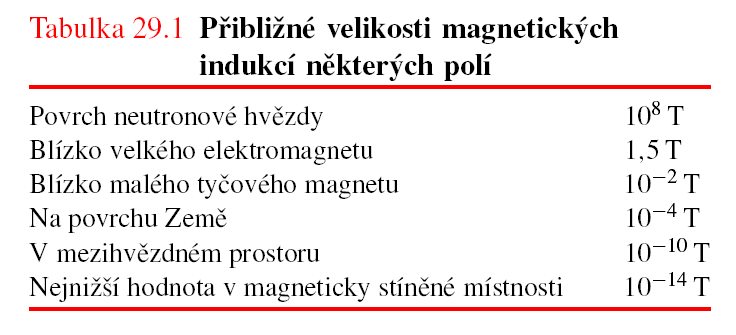 Tabulka 29.1 Přibližné velikosti magnetických
indukcí některých polí
Povrch neutronové hvězdy 10⁸ T
Blízko velkého elektromagnetu 1,5 T
Blízko malého tyčového magnetu 10⁻² T
Na povrchu Země 10⁻⁴ T
V mezihvězdném prostoru 10⁻¹⁰ T
Nejnižší hodnota v magneticky stíněné místnosti 10⁻¹⁴ T